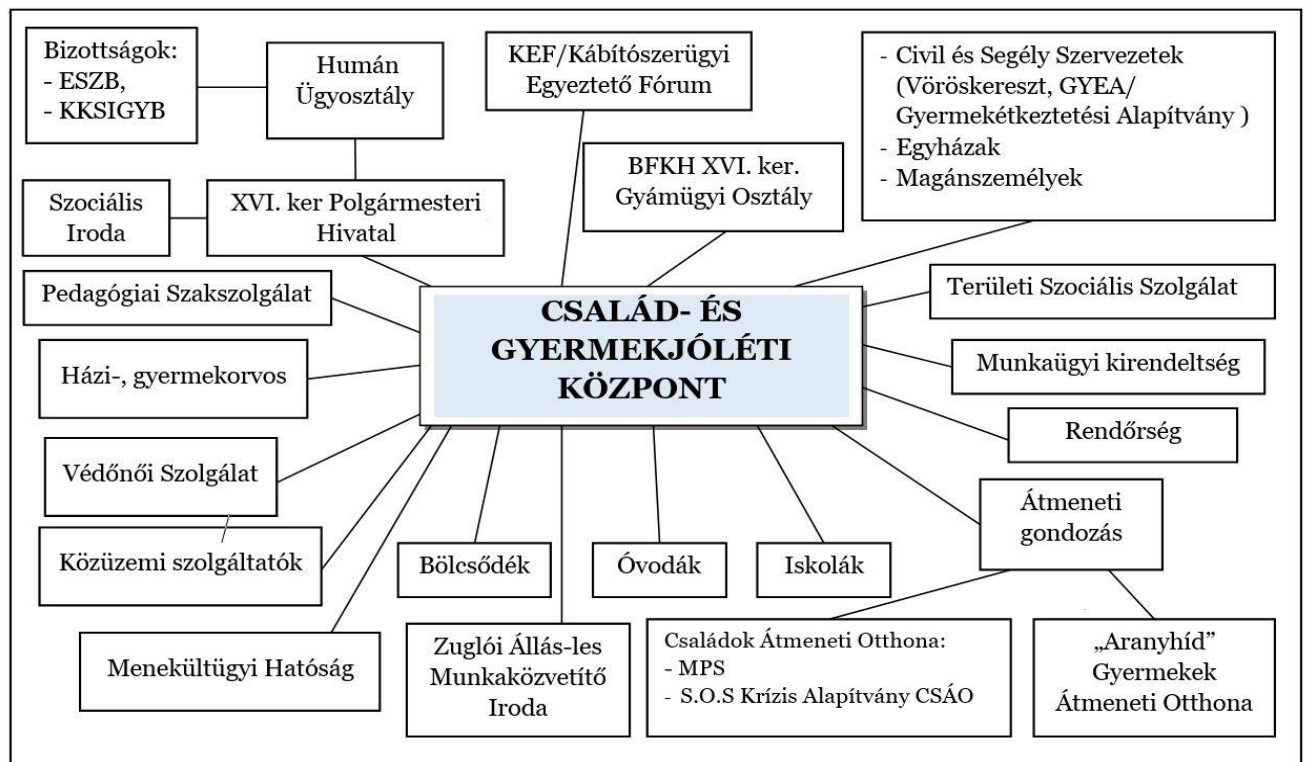 Bizottságok:
- ESZB,
- KKSIGYB
Humán
Ügyosztály
KEF/Kábítószerügyi
Egyeztető Fórum
- Civil és Segély Szervezetek
(Vöröskereszt, GYEA/
Gyermekétkeztetési Alapítvány )
- Egyházak
- Magánszemélyek
BFKH XVI. ker.
Gyámügyi Osztály
Szociális
Iroda
XVI. ker Polgármesteri
Hivatal
Pedagógiai Szakszolgálat
CSALÁD- ÉS
GYERMEKJÓLÉTI
KÖZPONT
Területi Szociális Szolgálat
Házi-, gyermekorvos
Munkaügyi kirendeltség
Rendőrség
Védőnői Szolgálat
Átmeneti
gondozás
Közüzemi szolgáltatók
Bölcsődék
Óvodák
Iskolák
Menekültügyi Hatóság
Zuglói Állás-les
Munkaközvetítő
Iroda
Családok Átmeneti Otthona:
- MPS
- S.O.S Krízis Alapítvány CSÁO
„Aranyhíd”
Gyermekek
Átmeneti Otthona